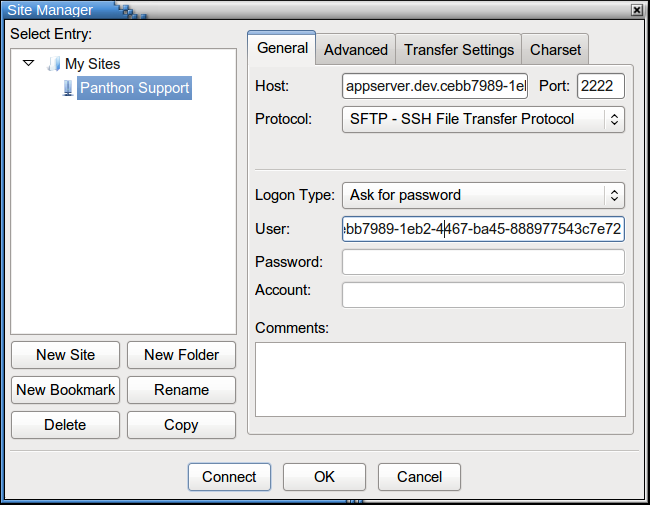 Site Manager
Select Entry:
My Sites
Panthon Support
New Site
New Folder
New Bookmark
Rename
Delete
Copy
General
Advanced
Transfer Settings
Charset
Host:
appserver.dev.cebb7989-1e
Port:
2222
Protocol:
SFTP - SSH File Transfer Protocol
Logon Type:
Ask for password
User:
ebb7989-1eb2-4467-ba45-888977543c7e72
Password:
Account:
Comments:
Connect
OK
Cancel